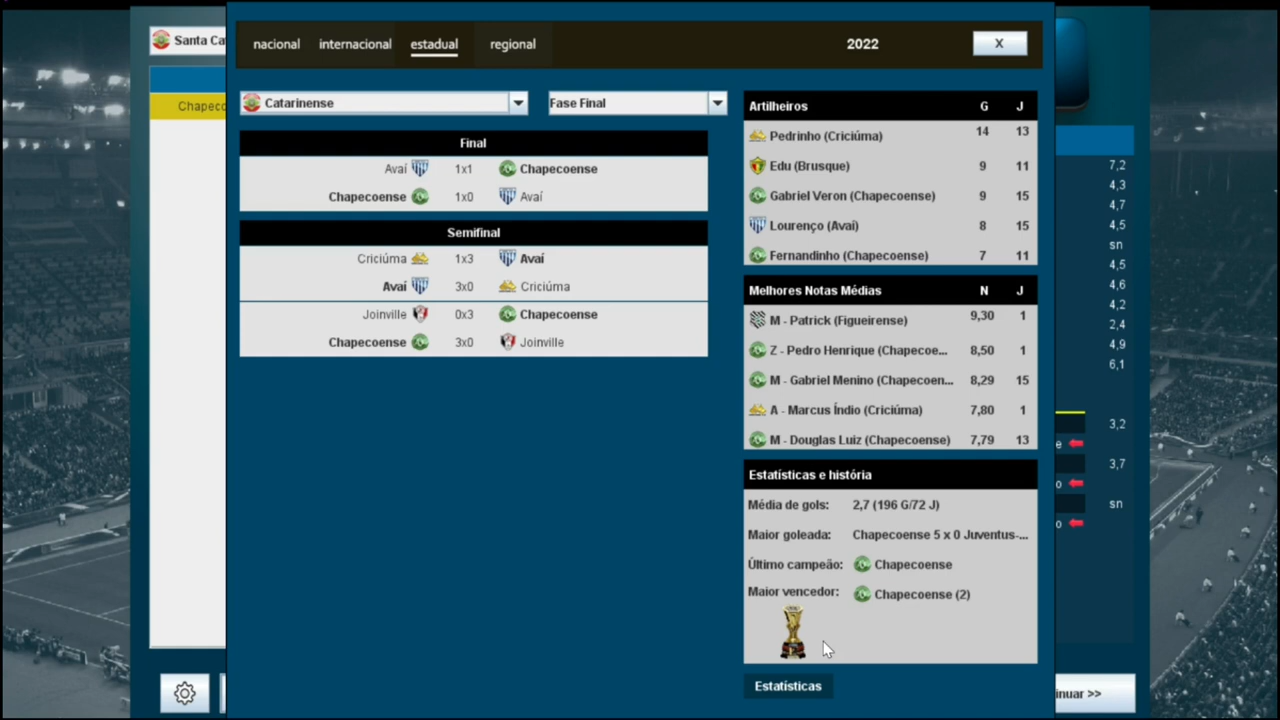 Santa Ca
Chapeco
nacional internacional estadual regional 2022 X
Catarinense Fase Final
Final
Avaí 1x1 Chapecoense
Chapecoense 1x0 Avaí
Semifinal
Criciúma 1x3 Avaí
Avaí 3x0 Criciúma
Joinville 0x3 Chapecoense
Chapecoense 3x0 Joinville
Artilheiros G J
Pedrinho (Criciúma) 14 13
Edu (Brusque) 9 11
Gabriel Veron (Chapecoense) 9 15
Lourenço (Avaí) 8 15
Fernandinho (Chapecoense) 7 11
Melhores Notas Médias N J
M - Patrick (Figueirense) 9,30 1
Z - Pedro Henrique (Chapecoe... 8,50 1
M - Gabriel Menino (Chapecoen... 8,29 15
A - Marcus Índio (Criciúma) 7,80 1
M - Douglas Luiz (Chapecoense) 7,79 13
Estatísticas e história
Média de gols: 2,7 (196 G/72 J)
Maior goleada: Chapecoense 5 x 0 Juventus-...
Último campeão: Chapecoense
Maior vencedor: Chapecoense (2)
Estatísticas
7,2
4,3
4,7
4,5
sn
4,5
4,6
4,2
2,4
4,9
6,1
3,2
e
3,7
o
sn
o
nuar >>